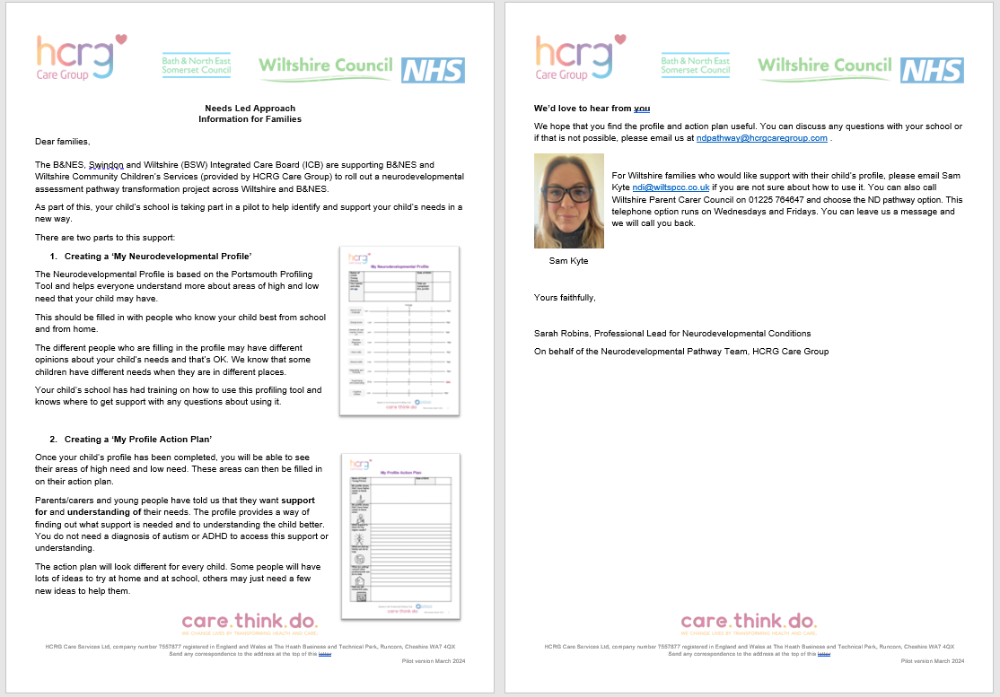 hcrg
Care Group
Bath & North East
Somerset Council
Wiltshire Council
NHS
Needs Led Approach
Information for Families
Dear families,
The B&NES, Swindon and Wiltshire (BSW) Integrated Care Board (ICB) are supporting B&NES and
Wiltshire Community Children's Services (provided by HCRG Care Group) to roll out a neurodevelopmental
assessment pathway transformation project across Wiltshire and B&NES.
As part of this, your child's school is taking part in a pilot to help identify and support your child's needs in a
new way.
There are two parts to this support:
1. Creating a 'My Neurodevelopmental Profile'
The Neurodevelopmental Profile is based on the Portsmouth Profiling
Tool and helps everyone understand more about areas of high and low
need that your child may have.
This should be filled in with people who know your child best from school
and from home.
The different people who are filling in the profile may have different
opinions about your child's needs and that's OK. We know that some
children have different needs when they are in different places.
Your child's school has had training on how to use this profiling tool and
knows where to get support with any questions about using it.
hcrg
My Neurodevelopmental Profile
care.think.do.
2. Creating a 'My Profile Action Plan'
Once your child's profile has been completed, you will be able to see
their areas of high need and low need. These areas can then be filled in
on their action plan.
Parents/carers and young people have told us that they want support
for and understanding of their needs. The profile provides a way of
finding out what support is needed and to understanding the child better.
You do not need a diagnosis of autism or ADHD to access this support or
understanding.
The action plan will look different for every child. Some people will have
lots of ideas to try at home and at school, others may just need a few
new ideas to help them.
hcrg
My Profile Action Plan
care.think.do.
care.think.do.
WE CHANGE LIVES BY TRANSFORMING HEALTH AND CARE.
HCRG Care Services Ltd, company number 7557877 registered in England and Wales at The Heath Business and Technical Park, Runcorn, Cheshire WA7 4QX
Send any correspondence to the address at the top of this letter
Pilot version March 2024
hcrg
Care Group
Bath & North East
Somerset Council
Wiltshire Council
NHS
We'd love to hear from you
We hope that you find the profile and action plan useful. You can discuss any questions with your school or
if that is not possible, please email us at ndpathway@hcrgcaregroup.com .
For Wiltshire families who would like support with their child's profile, please email Sam
Kyte ndi@wiltspcc.co.uk if you are not sure about how to use it. You can also call
Wiltshire Parent Carer Council on 01225 764647 and choose the ND pathway option. This
telephone option runs on Wednesdays and Fridays. You can leave us a message and
we will call you back.
Sam Kyte
Yours faithfully,
Sarah Robins, Professional Lead for Neurodevelopmental Conditions
On behalf of the Neurodevelopmental Pathway Team, HCRG Care Group
care.think.do.
WE CHANGE LIVES BY TRANSFORMING HEALTH AND CARE.
HCRG Care Services Ltd, company number 7557877 registered in England and Wales at The Heath Business and Technical Park, Runcorn, Cheshire WA7 4QX
Send any correspondence to the address at the top of this letter
Pilot version March 2024